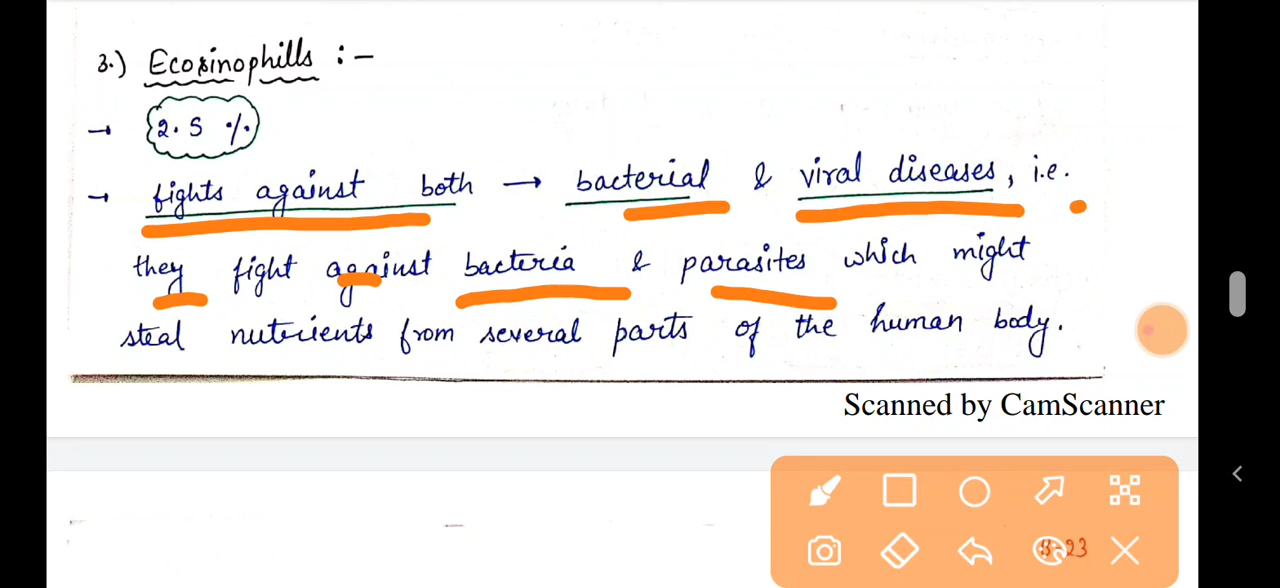 3.) Ecosinophills :-
→ 2.5 %
→ fights against both → bacterial & viral diseases, i.e.
they fight against bacteria & parasites which might
steal nutrients from several parts of the human body.
Scanned by CamScanner